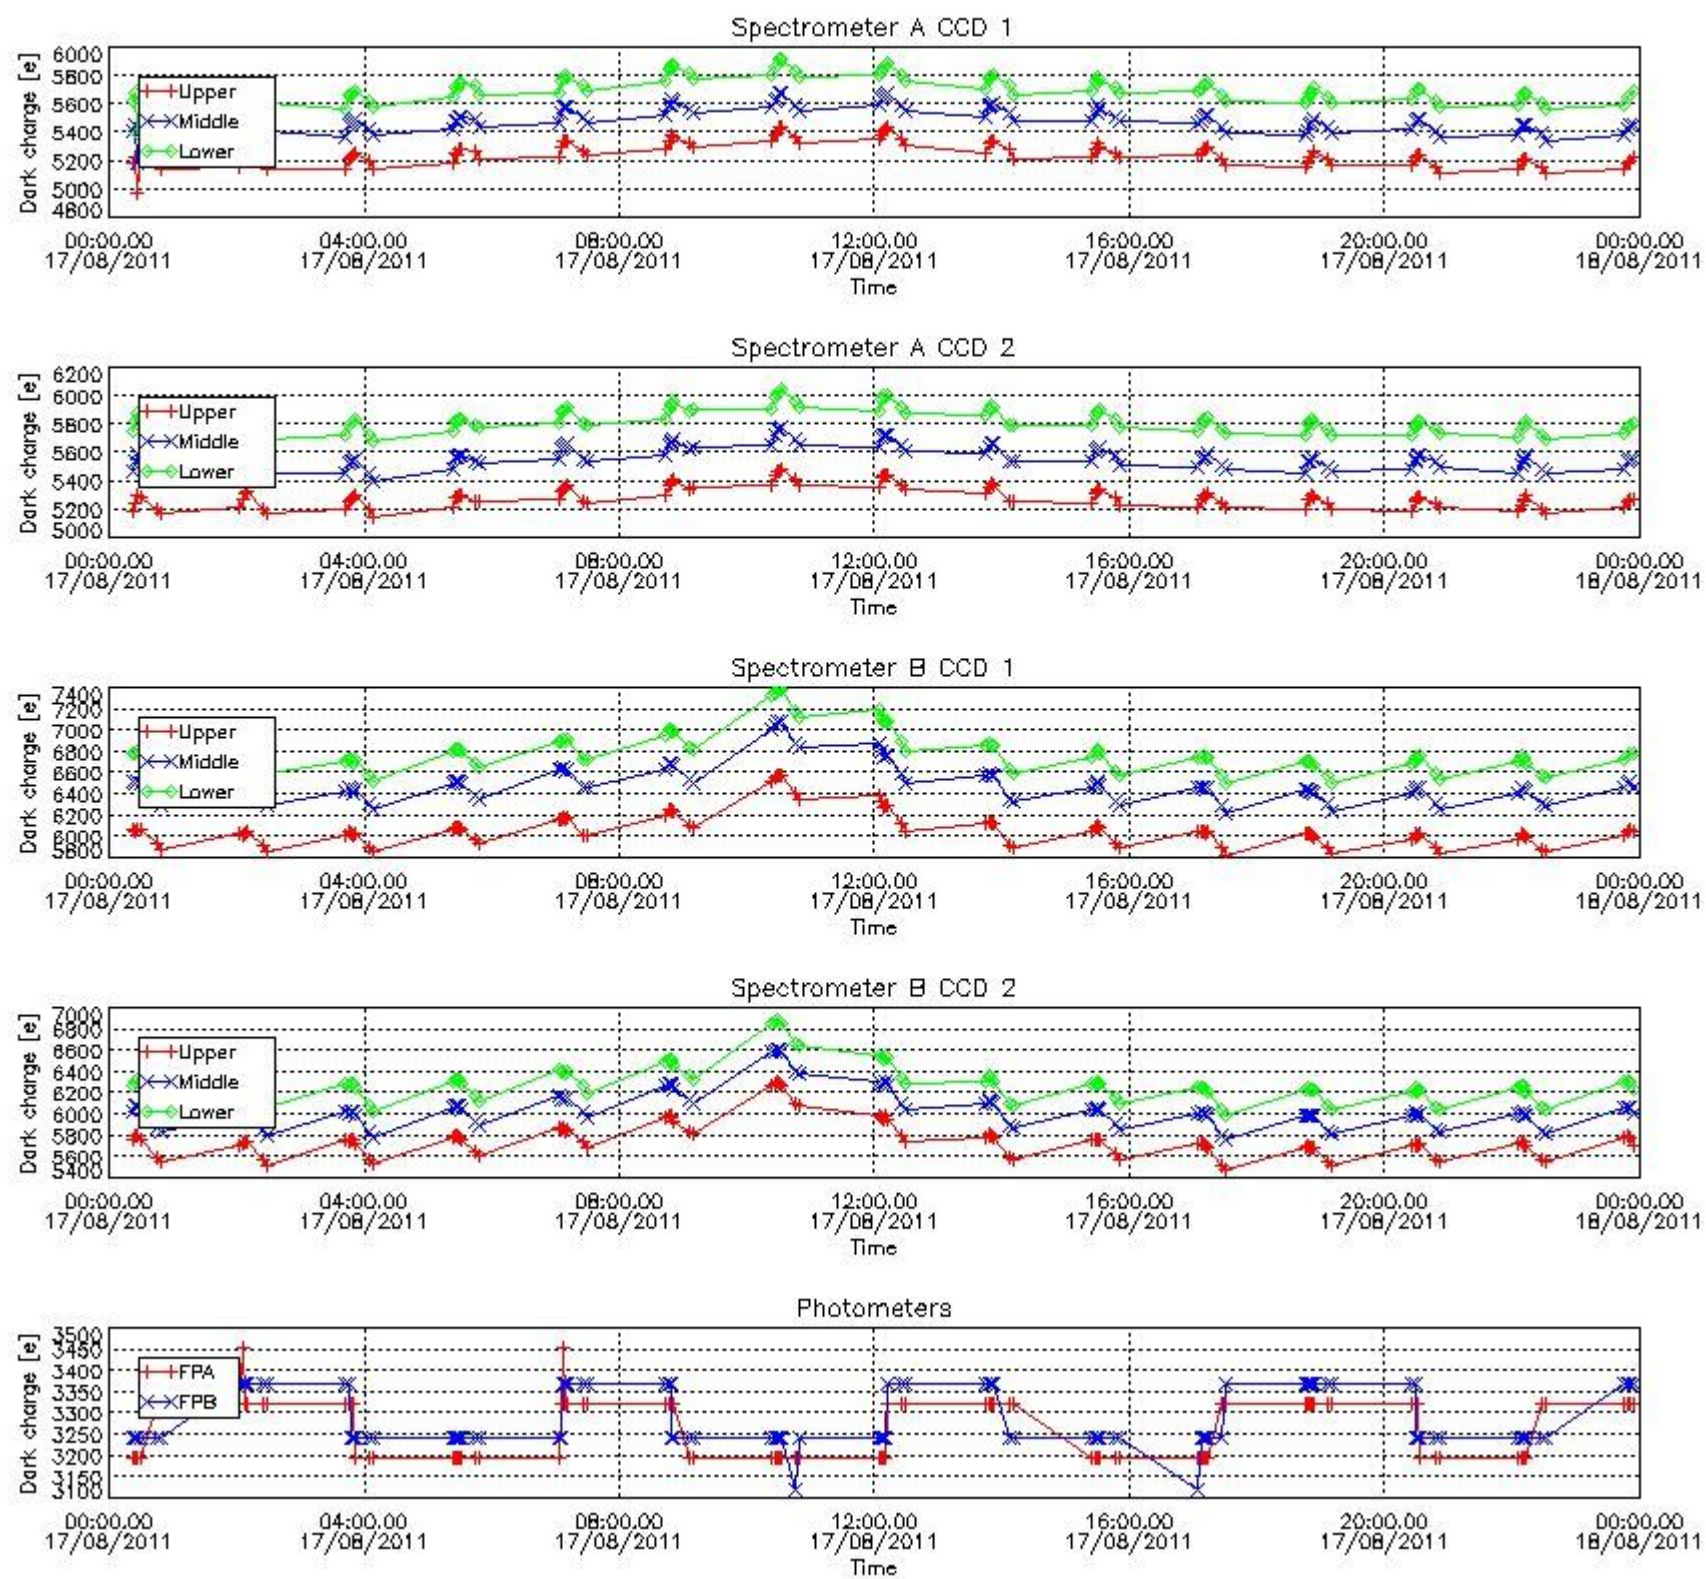 Spectrometer A CCD 1
Dark charge [e]
6000
5800
5600
5400
5200
5000
4800
Upper
Middle
Lower
00:00.00 04:00.00 08:00.00 12:00.00 16:00.00 20:00.00 00:00.00
17/08/2011 17/08/2011 17/08/2011 17/08/2011 17/08/2011 17/08/2011 18/08/2011
Time
Spectrometer A CCD 2
Dark charge [e]
6200
6000
5800
5600
5400
5200
5000
Upper
Middle
Lower
00:00.00 04:00.00 08:00.00 12:00.00 16:00.00 20:00.00 00:00.00
17/08/2011 17/08/2011 17/08/2011 17/08/2011 17/08/2011 17/08/2011 18/08/2011
Time
Spectrometer B CCD 1
Dark charge [e]
7400
7200
7000
6800
6600
6400
6200
6000
5800
Upper
Middle
Lower
00:00.00 04:00.00 08:00.00 12:00.00 16:00.00 20:00.00 00:00.00
17/08/2011 17/08/2011 17/08/2011 17/08/2011 17/08/2011 17/08/2011 18/08/2011
Time
Spectrometer B CCD 2
Dark charge [e]
7000
6800
6600
6400
6200
6000
5800
5600
5400
Upper
Middle
Lower
00:00.00 04:00.00 08:00.00 12:00.00 16:00.00 20:00.00 00:00.00
17/08/2011 17/08/2011 17/08/2011 17/08/2011 17/08/2011 17/08/2011 18/08/2011
Time
Photometers
Dark charge [e]
3500
3450
3400
3350
3300
3250
3200
3150
3100
FPA
FPB
00:00.00 04:00.00 08:00.00 12:00.00 16:00.00 20:00.00 00:00.00
17/08/2011 17/08/2011 17/08/2011 17/08/2011 17/08/2011 17/08/2011 18/08/2011
Time